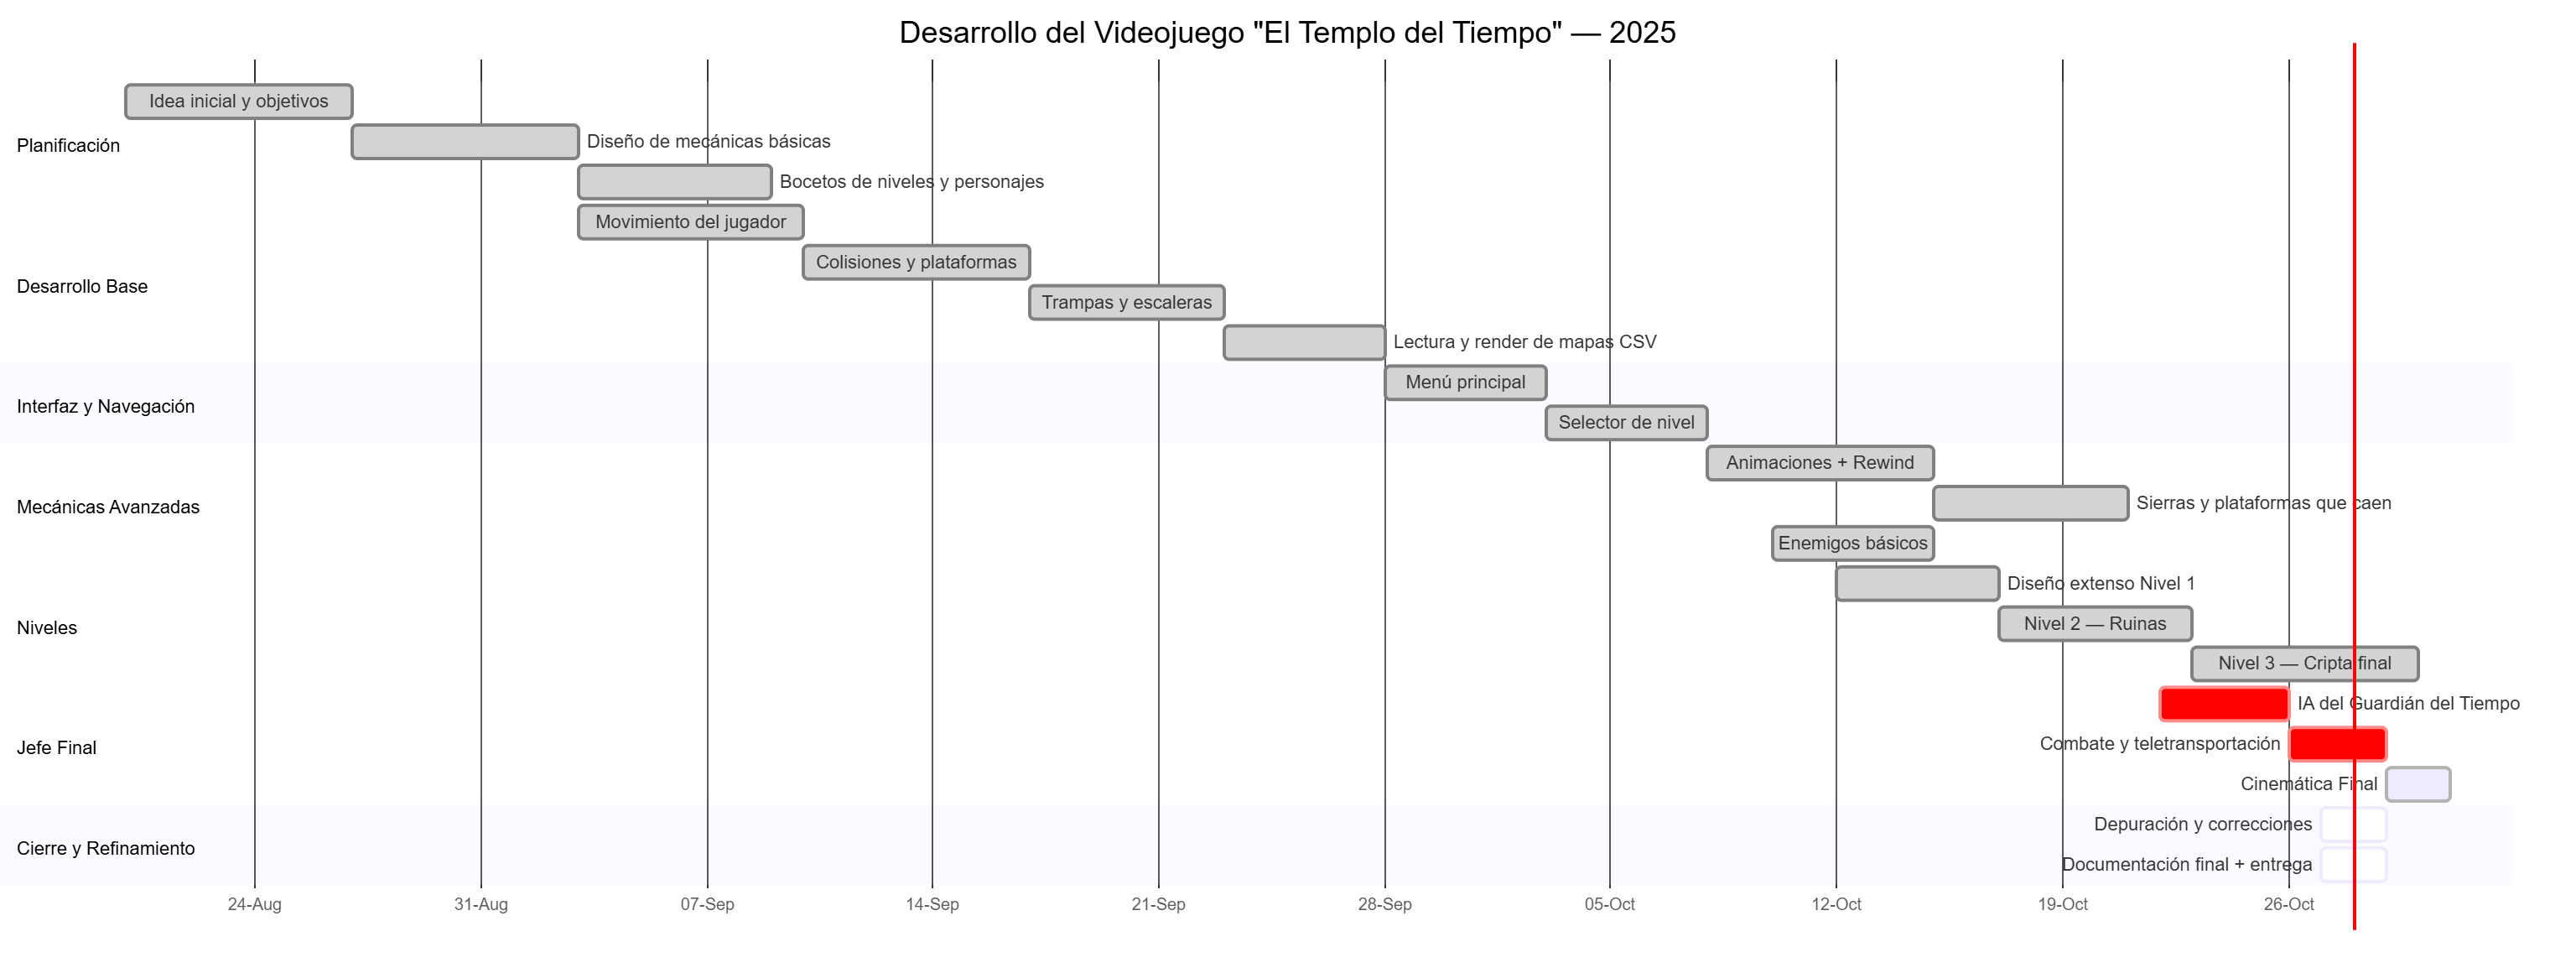 Desarrollo del Videojuego "El Templo del Tiempo" — 2025
Planificación
Idea inicial y objetivos
Diseño de mecánicas básicas
Bocetos de niveles y personajes
Desarrollo Base
Movimiento del jugador
Colisiones y plataformas
Trampas y escaleras
Lectura y render de mapas CSV
Interfaz y Navegación
Menú principal
Selector de nivel
Mecánicas Avanzadas
Animaciones + Rewind
Sierras y plataformas que caen
Enemigos básicos
Niveles
Diseño extenso Nivel 1
Nivel 2 — Ruinas
Nivel 3 — Cripta final
Jefe Final
IA del Guardián del Tiempo
Combate y teletransportación
Cinemática Final
Cierre y Refinamiento
Depuración y correcciones
Documentación final + entrega
24-Aug
31-Aug
07-Sep
14-Sep
21-Sep
28-Sep
05-Oct
12-Oct
19-Oct
26-Oct